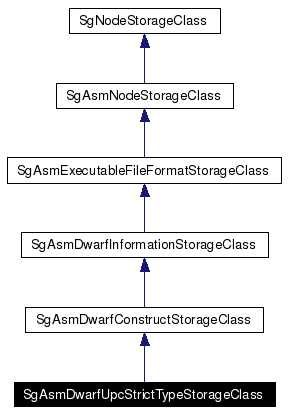 SgNodeStorageClass
SgAsmNodeStorageClass
SgAsmExecutableFileFormatStorageClass
SgAsmDwarfInformationStorageClass
SgAsmDwarfConstructStorageClass
SgAsmDwarfUpcStrictTypeStorageClass